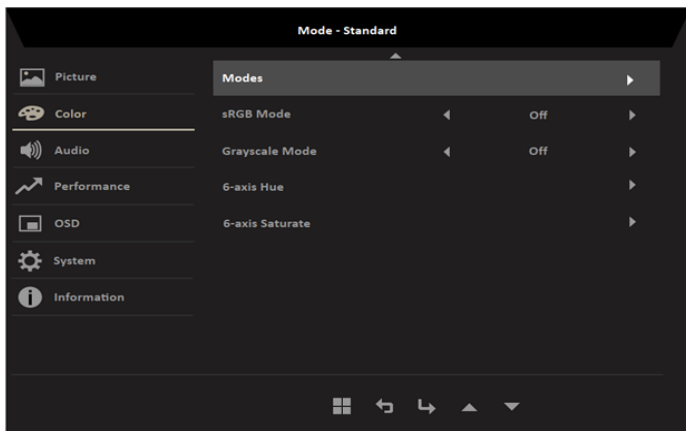 Mode - Standard
Picture
Color
Audio
Performance
OSD
System
Information
Modes
sRGB Mode Off
Grayscale Mode Off
6-axis Hue
6-axis Saturate